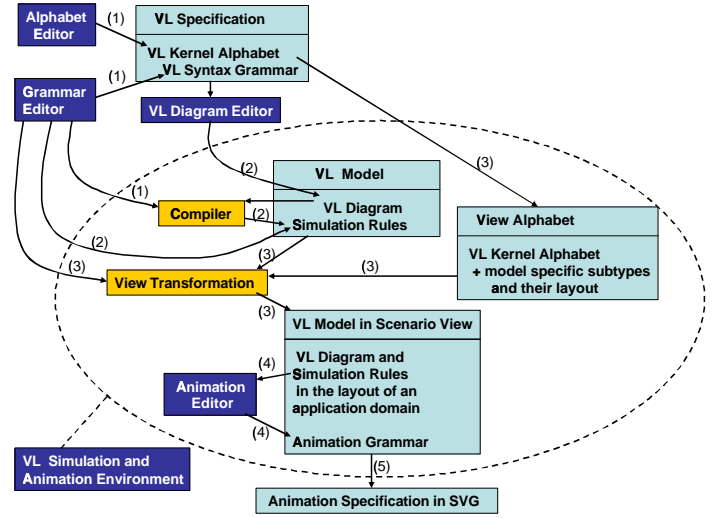 Alphabet
Editor
(1)
VL Specification
VL Kernel Alphabet
VL Syntax Grammar
(1)
Grammar
Editor
VL Diagram Editor
(2)
(3)
VL Model
VL Diagram
Simulation Rules
(1)
Compiler
(2)
(2)
(3)
View Alphabet
VL Kernel Alphabet
+ model specific subtypes
and their layout
(3)
(3)
View Transformation
(3)
VL Model in Scenario View
VL Diagram and
Simulation Rules
in the layout of an
application domain
Animation Grammar
(4)
Animation
Editor
(4)
VL Simulation and
Animation Environment
(5)
Animation Specification in SVG